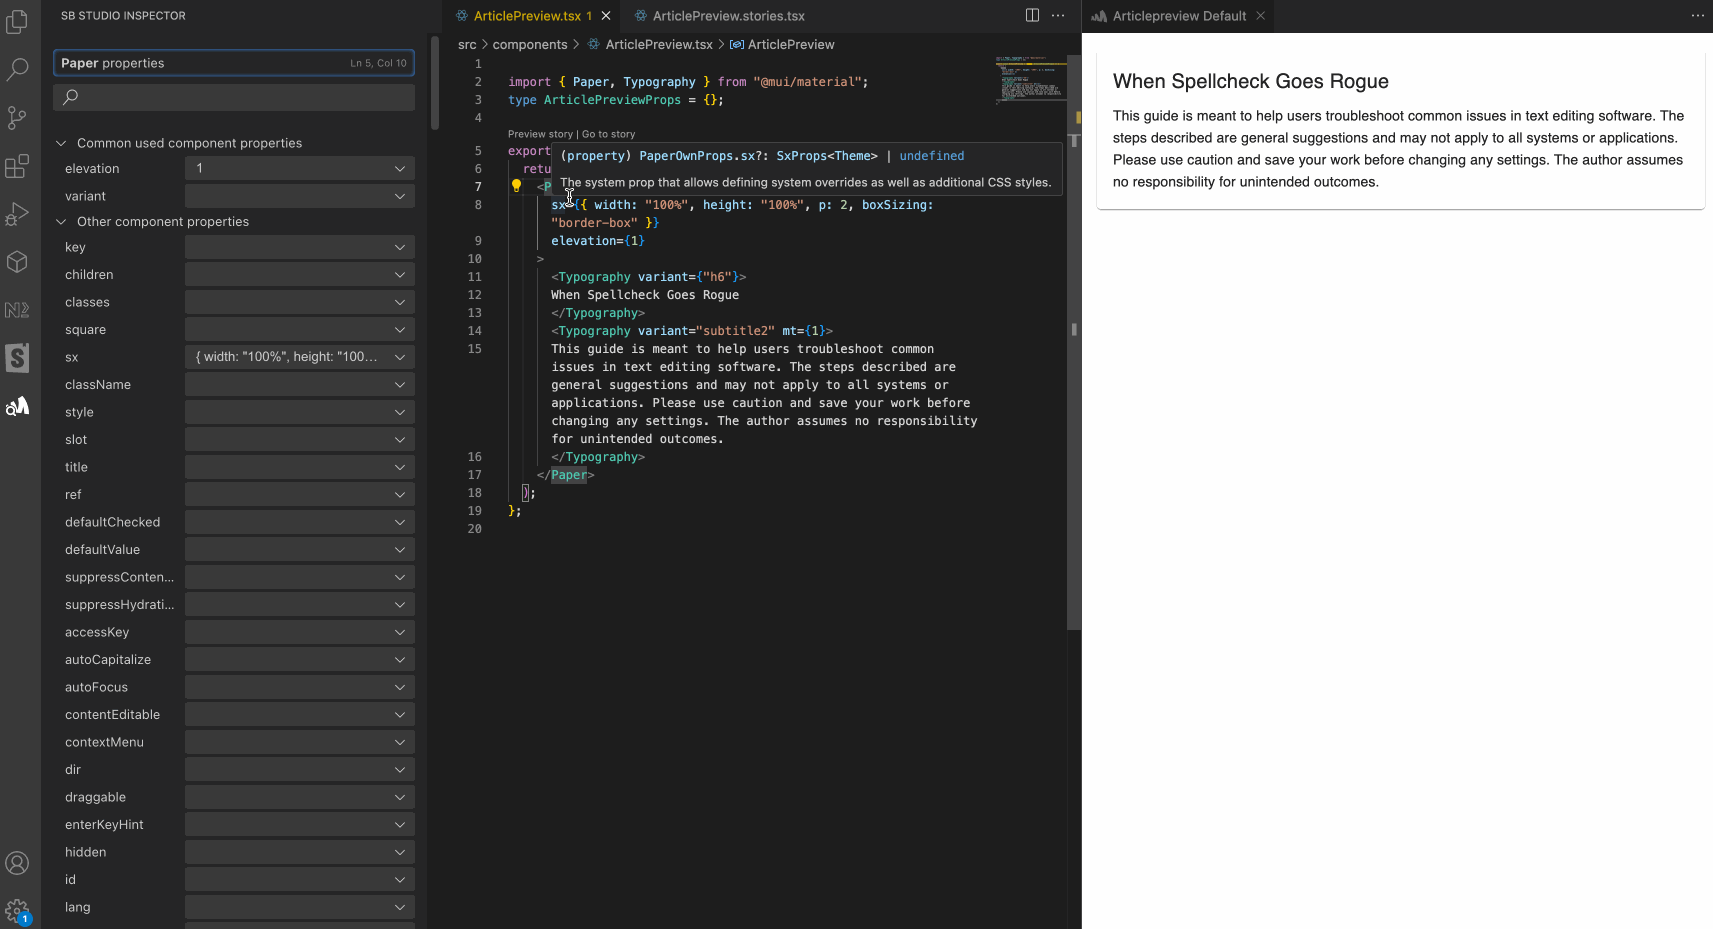 SB STUDIO INSPECTOR
Paper properties Ln 5, Col 10
Common used component properties
elevation 1
variant
Other component properties
key
children
classes
square
sx { width: "100%", height: "100...
className
style
slot
title
ref
defaultChecked
defaultValue
suppressConten...
suppressHydrati...
accessKey
autoCapitalize
autoFocus
contentEditable
contextMenu
dir
draggable
enterKeyHint
hidden
id
lang
1
ArticlePreview.tsx 1
ArticlePreview.stories.tsx
src > components > ArticlePreview.tsx > ArticlePreview
1
2 import { Paper, Typography } from "@mui/material";
3 type ArticlePreviewProps = {};
4
Preview story | Go to story
5 export
6 retu
(property) PaperOwnProps.sx?: SxProps<Theme> | undefined
The system prop that allows defining system overrides as well as additional CSS styles.
7 <P
8 sx={{ width: "100%", height: "100%", p: 2, boxSizing:
"border-box" }}
9 elevation={1}
10 >
11 <Typography variant={"h6"}>
12 When Spellcheck Goes Rogue
13 </Typography>
14 <Typography variant="subtitle2" mt={1}>
15 This guide is meant to help users troubleshoot common
issues in text editing software. The steps described are
general suggestions and may not apply to all systems or
applications. Please use caution and save your work before
changing any settings. The author assumes no responsibility
for unintended outcomes.
16 </Typography>
17 </Paper>
18 );
19 };
20
Articlepreview Default
When Spellcheck Goes Rogue
This guide is meant to help users troubleshoot common issues in text editing software. The
steps described are general suggestions and may not apply to all systems or applications.
Please use caution and save your work before changing any settings. The author assumes
no responsibility for unintended outcomes.